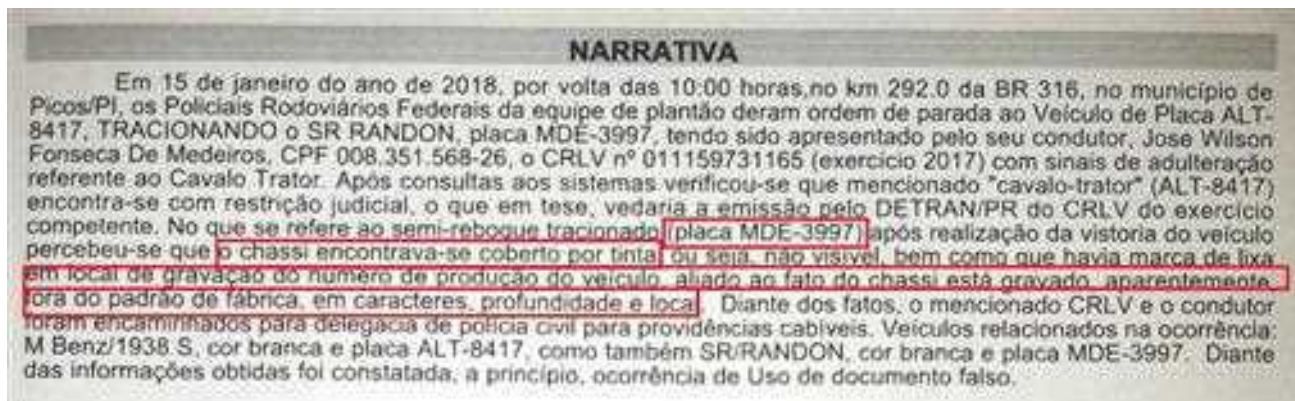 NARRATIVA
Em 15 de janeiro do ano de 2018, por volta das 10:00 horas,no km 292.0 da BR 316, no município de
Picos/PI, os Policiais Rodoviários Federais da equipe de plantão deram ordem de parada ao Veículo de Placa ALT-
8417, TRACIONANDO o SR RANDON, placa MDE-3997, tendo sido apresentado pelo seu condutor, Jose Wilson
Fonseca De Medeiros, CPF 008.351.568-26, o CRLV nº 011159731165 (exercício 2017) com sinais de adulteração
referente ao Cavalo Trator. Após consultas aos sistemas verificou-se que mencionado "cavalo-trator" (ALT-8417)
encontra-se com restrição judicial, o que em tese, vedaria a emissão pelo DETRAN/PR do CRLV do exercício
competente. No que se refere ao semi-reboque tracionado (placa MDE-3997) após realização da vistoria do veículo
percebeu-se que o chassi encontrava-se coberto por tinta, ou seja, não visível, bem como que havia marca de lixa
em local de gravação do número de produção do veículo, aliado ao fato do chassi está gravado, aparentemente,
fora do padrão de fábrica, em caracteres, profundidade e local. Diante dos fatos, o mencionado CRLV e o condutor
foram encaminhados para delegacia de polícia civil para providências cabíveis. Veículos relacionados na ocorrência:
M Benz/1938 S, cor branca e placa ALT-8417, como também SR/RANDON, cor branca e placa MDE-3997. Diante
das informações obtidas foi constatada, a princípio, ocorrência de Uso de documento falso.